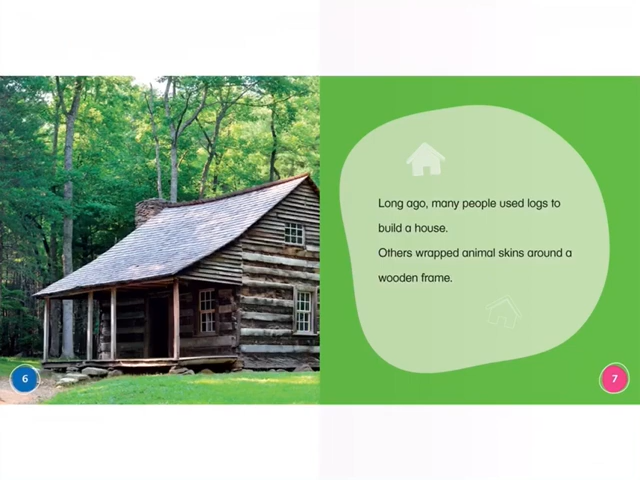 Long ago, many people used logs to
build a house.
Others wrapped animal skins around a
wooden frame.
6
7